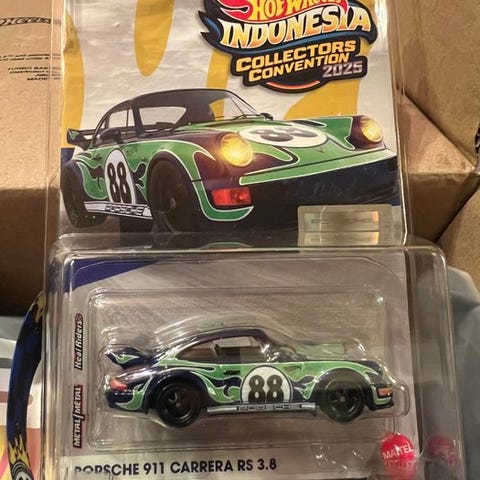 HOT WHEELS
INDONESIA
COLLECTORS
CONVENTION
2025
88
88
PORSCHE
Real Riders
METAL/MÉTAL
88
PORSCHE
PORSCHE 911 CARRERA RS 3.8
MATTEL